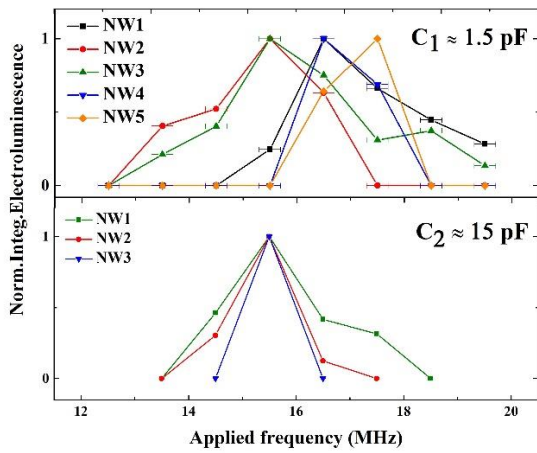 NW1
NW2
NW3
NW4
NW5
C1 ≈ 1.5 pF
1
0
Norm.Integ.Electroluminescence
NW1
NW2
NW3
C2 ≈ 15 pF
1
0
12 14 16 18 20
Applied frequency (MHz)